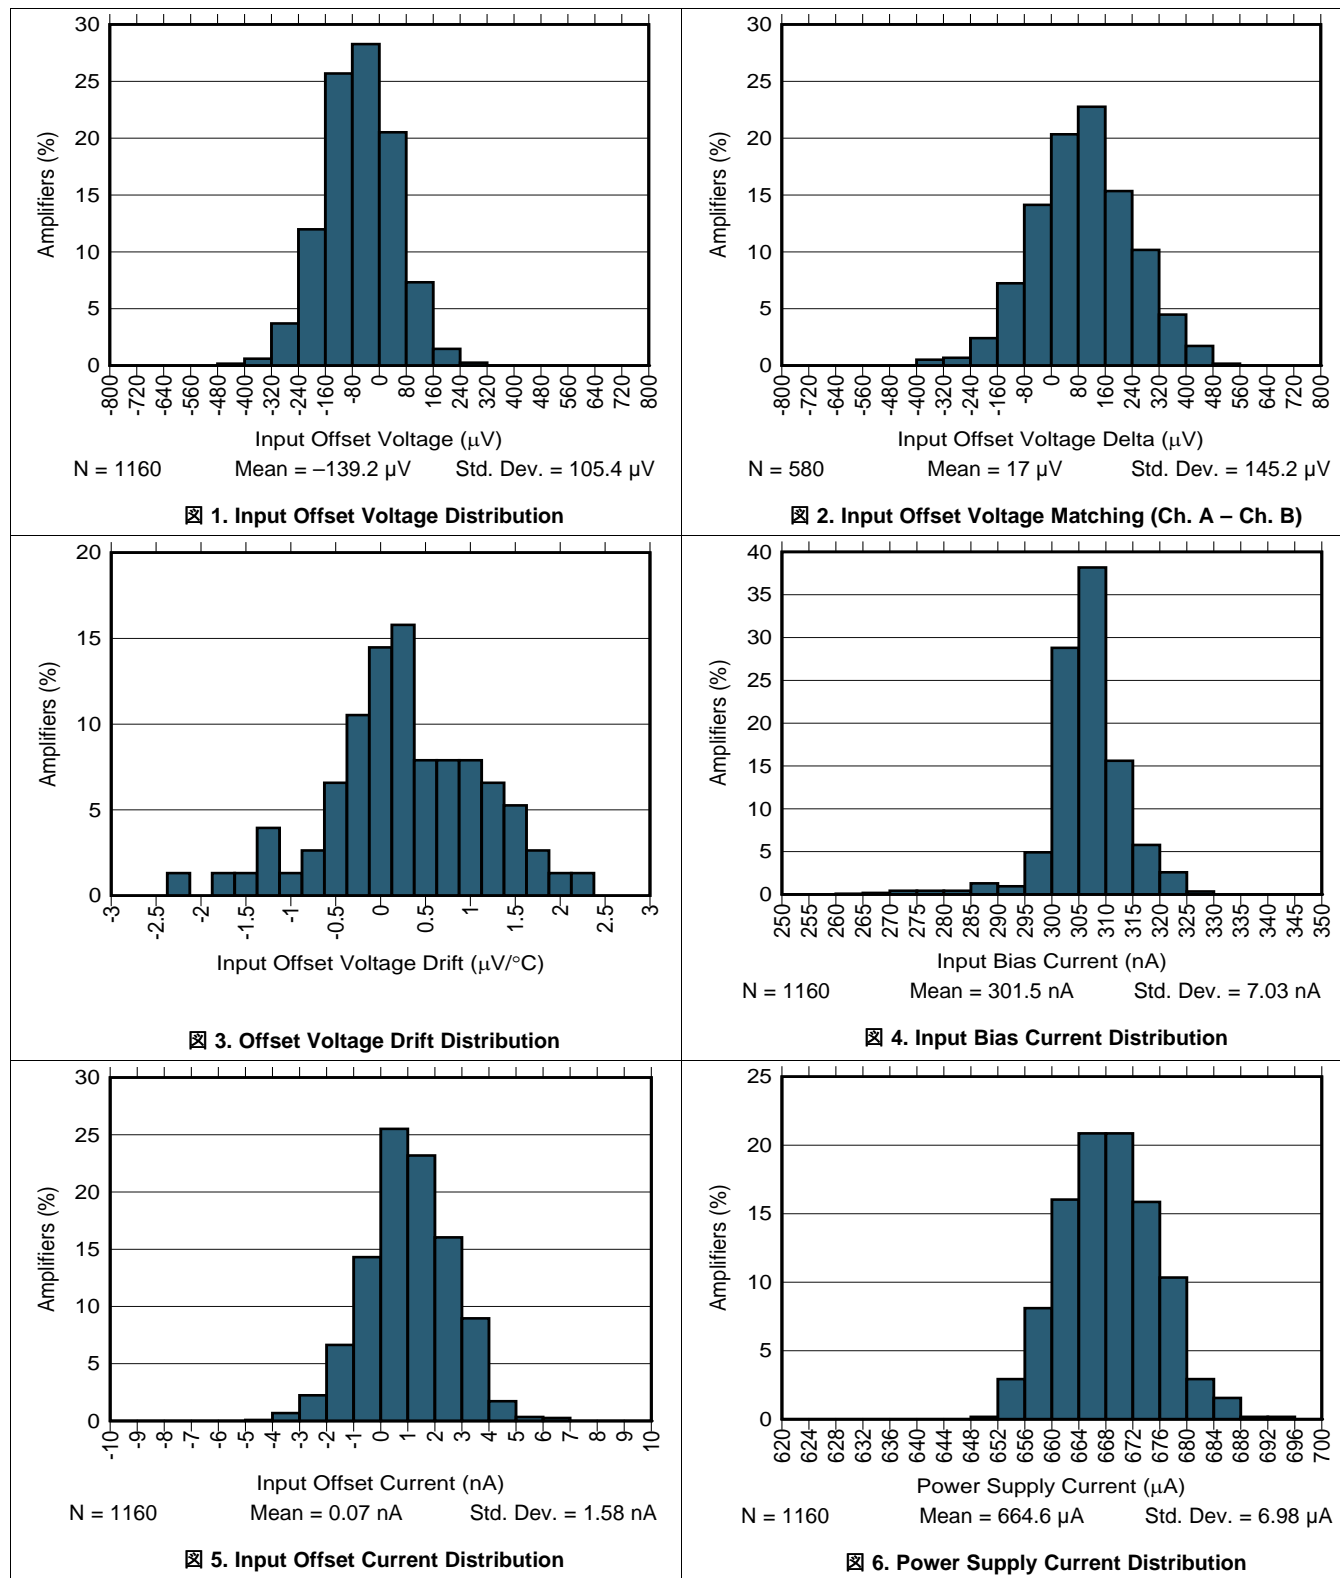 30
25
20
15
10
5
0
Amplifiers (%)
-800 -720 -640 -560 -480 -400 -320 -240 -160 -80 0 80 160 240 320 400 480 560 640 720 800
Input Offset Voltage (µV)
N = 1160 Mean = –139.2 µV Std. Dev. = 105.4 µV
図 1. Input Offset Voltage Distribution
30
25
20
15
10
5
0
Amplifiers (%)
-800 -720 -640 -560 -480 -400 -320 -240 -160 -80 0 80 160 240 320 400 480 560 640 720 800
Input Offset Voltage Delta (µV)
N = 580 Mean = 17 µV Std. Dev. = 145.2 µV
図 2. Input Offset Voltage Matching (Ch. A – Ch. B)
20
15
10
5
0
Amplifiers (%)
-3 -2.5 -2 -1.5 -1 -0.5 0 0.5 1 1.5 2 2.5 3
Input Offset Voltage Drift (µV/°C)
図 3. Offset Voltage Drift Distribution
40
35
30
25
20
15
10
5
0
Amplifiers (%)
250 255 260 265 270 275 280 285 290 295 300 305 310 315 320 325 330 335 340 345 350
Input Bias Current (nA)
N = 1160 Mean = 301.5 nA Std. Dev. = 7.03 nA
図 4. Input Bias Current Distribution
30
25
20
15
10
5
0
Amplifiers (%)
-10 -9 -8 -7 -6 -5 -4 -3 -2 -1 0 1 2 3 4 5 6 7 8 9 10
Input Offset Current (nA)
N = 1160 Mean = 0.07 nA Std. Dev. = 1.58 nA
図 5. Input Offset Current Distribution
25
20
15
10
5
0
Amplifiers (%)
620 624 628 632 636 640 644 648 652 656 660 664 668 672 676 680 684 688 692 696 700
Power Supply Current (µA)
N = 1160 Mean = 664.6 µA Std. Dev. = 6.98 µA
図 6. Power Supply Current Distribution